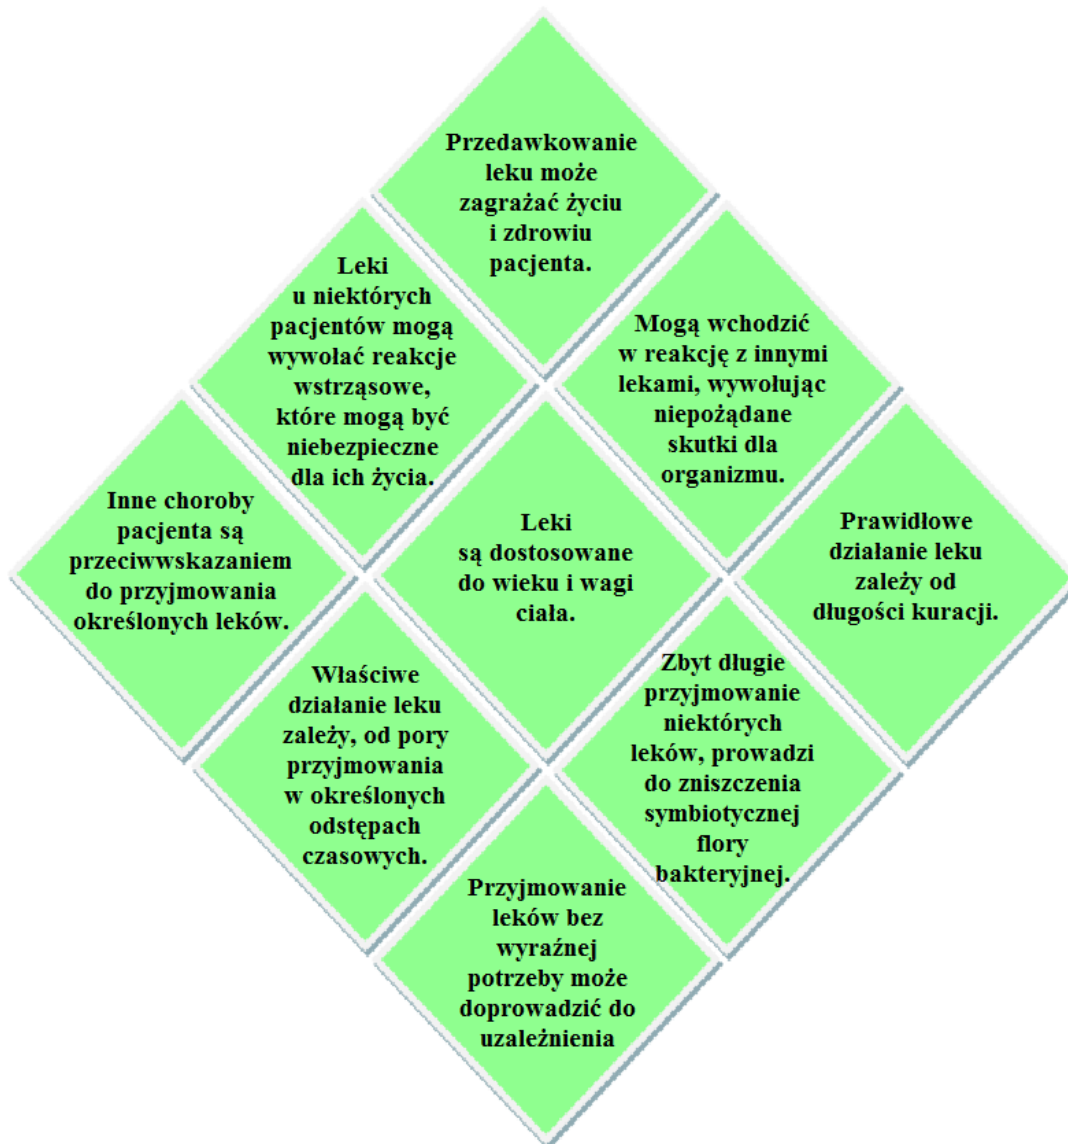 Przedawkowanie
leku może
zagrażać życiu
i zdrowiu
pacjenta.
Leki
u niektórych
pacjentów mogą
wywołać reakcje
wstrząsowe,
które mogą być
niebezpieczne
dla ich życia.
Mogą wchodzić
w reakcję z innymi
lekami, wywołując
niepożądane
skutki dla
organizmu.
Inne choroby
pacjenta są
przeciwwskazaniem
do przyjmowania
określonych leków.
Leki
są dostosowane
do wieku i wagi
ciała.
Prawidłowe
działanie leku
zależy od
długości kuracji.
Właściwe
działanie leku
zależy, od pory
przyjmowania
w określonych
odstępach
czasowych.
Zbyt długie
przyjmowanie
niektórych
leków, prowadzi
do zniszczenia
symbiotycznej
flory
bakteryjnej.
Przyjmowanie
leków bez
wyraźnej
potrzeby może
doprowadzić do
uzależnienia